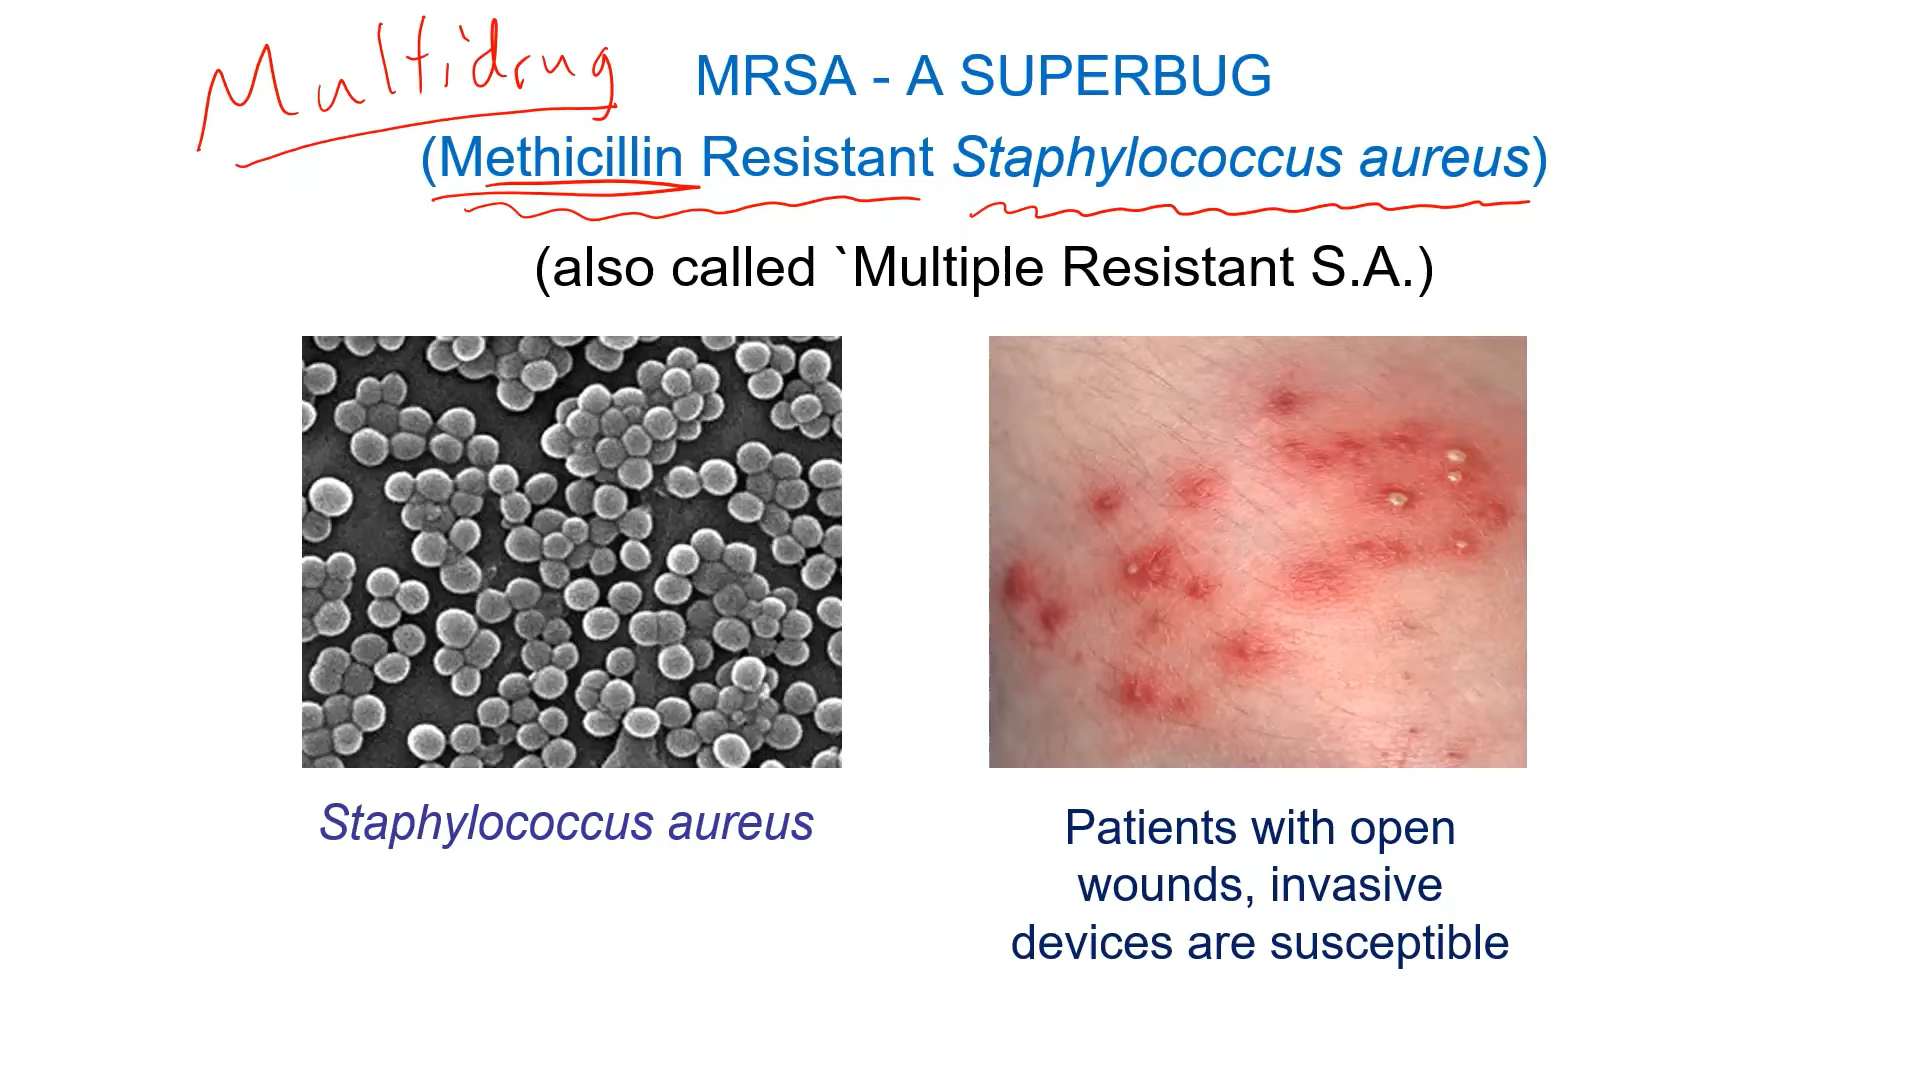 Multidrug
MRSA - A SUPERBUG
(Methicillin Resistant Staphylococcus aureus)
(also called `Multiple Resistant S.A.)
Staphylococcus aureus
Patients with open
wounds, invasive
devices are susceptible